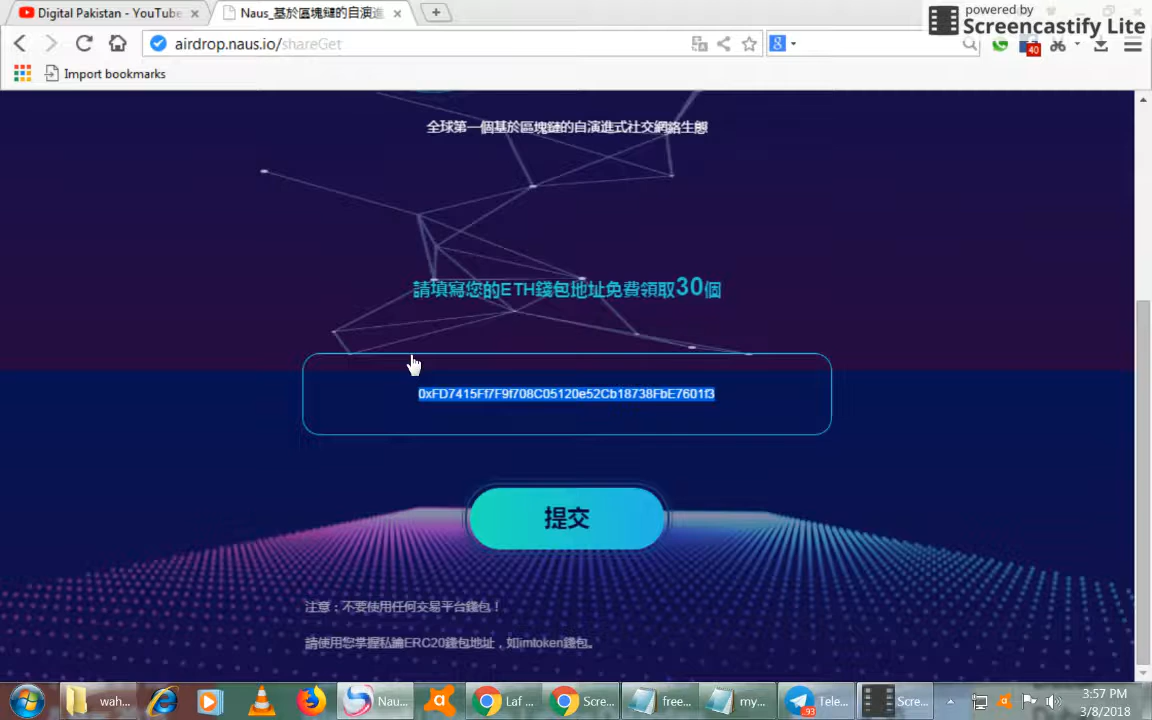 Digital Pakistan - YouTube
Naus_基於區塊鏈的自演進
powered by
Screencastify Lite
airdrop.naus.io/shareGet
8
40
Import bookmarks
全球第一個基於區塊鏈的自演進式社交網絡生態
請填寫您的ETH錢包地址免費領取30個
0xFD7415Ff7F9f708C05120e52Cb18738FbE7601f3
提交
注意：不要使用任何交易平台錢包！
請使用您掌握私鑰ERC20錢包地址，如imtoken錢包。
wah...
Nau...
Laf ...
Scre...
free...
my...
Tele...
93
Scre...
3:57 PM
3/8/2018